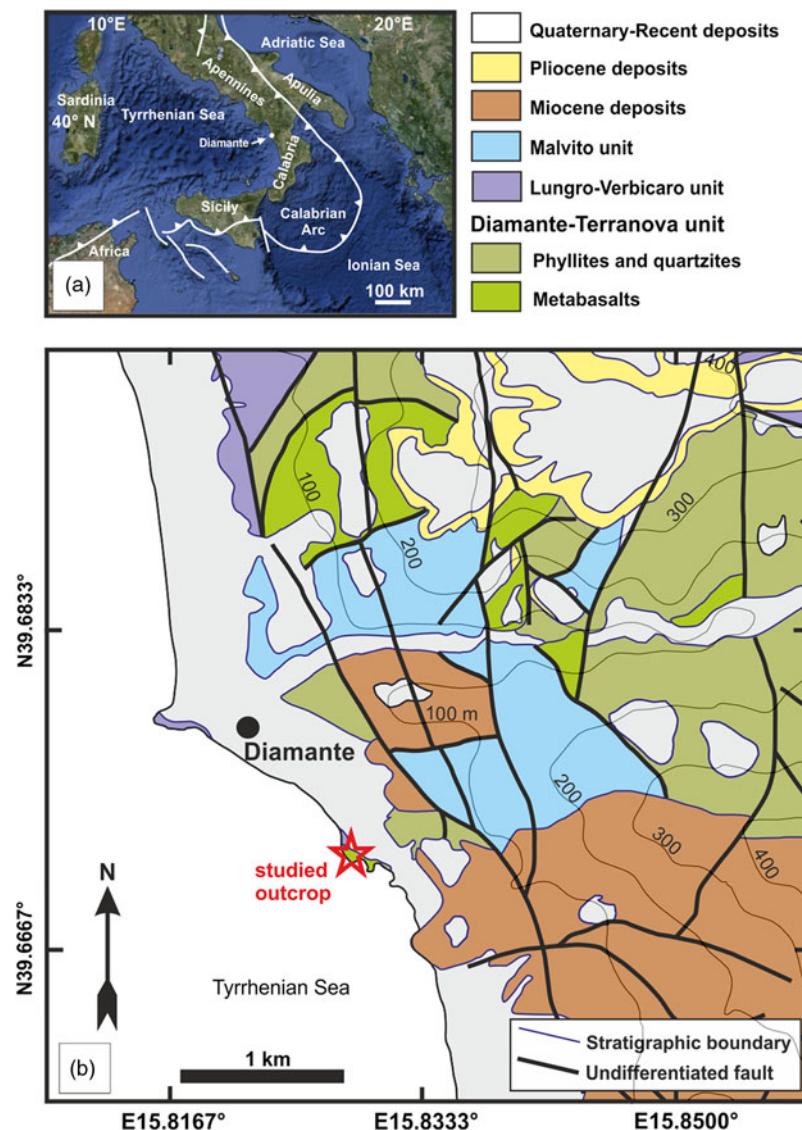 10°E
20°E
Adriatic Sea
Apennines
Apulia
Sardinia
40° N
Tyrrhenian Sea
Diamante
Calabria
Sicily
Calabrian
Arc
Africa
Ionian Sea
(a)
100 km
Quaternary-Recent deposits
Pliocene deposits
Miocene deposits
Malvito unit
Lungro-Verbicaro unit
Diamante-Terranova unit
Phyllites and quartzites
Metabasalts
400
100
200
300
N39.6833°
100 m
Diamante
200
300
400
studied
outcrop
N
N39.6667°
Tyrrhenian Sea
1 km
(b)
Stratigraphic boundary
Undifferentiated fault
E15.8167°
E15.8333°
E15.8500°